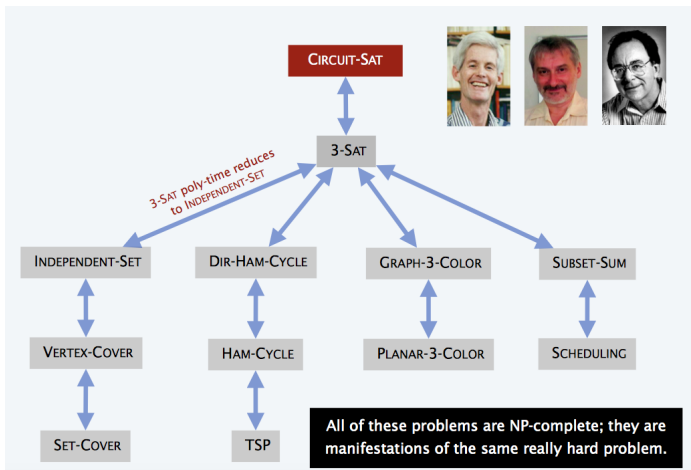 CIRCUIT-SAT
3-SAT
3-SAT poly-time reduces
to INDEPENDENT-SET
INDEPENDENT-SET
DIR-HAM-CYCLE
GRAPH-3-COLOR
SUBSET-SUM
VERTEX-COVER
HAM-CYCLE
PLANAR-3-COLOR
SCHEDULING
SET-COVER
TSP
All of these problems are NP-complete; they are
manifestations of the same really hard problem.